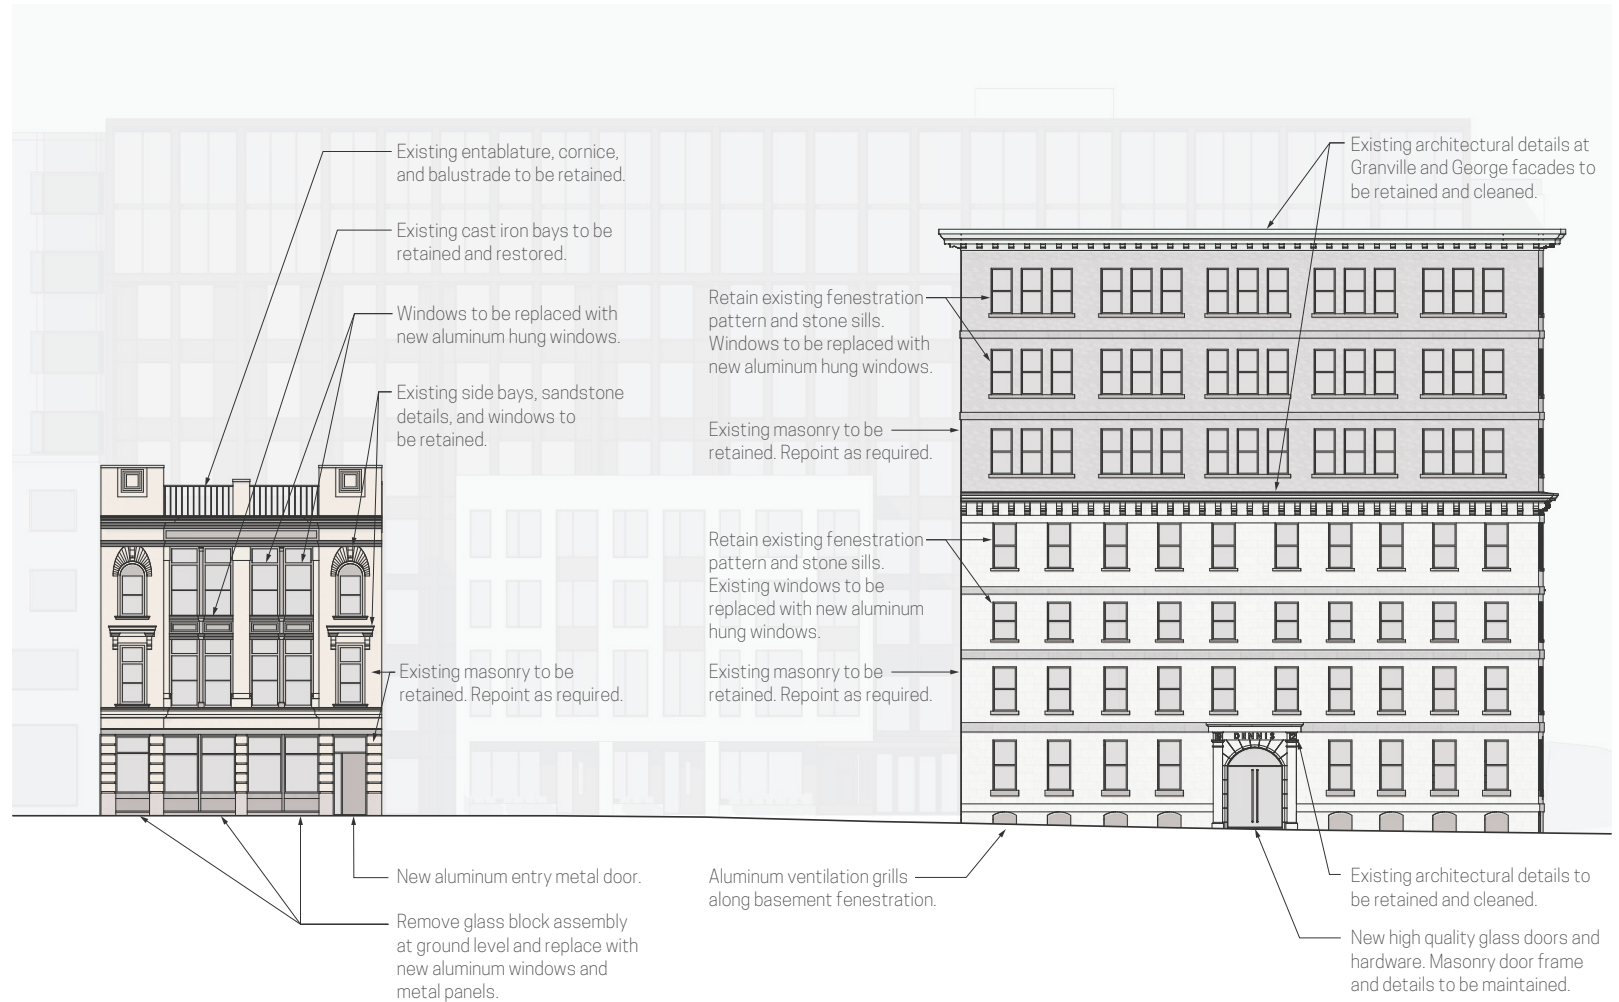 Existing entablature, cornice,
and balustrade to be retained.
Existing cast iron bays to be
retained and restored.
Windows to be replaced with
new aluminum hung windows.
Existing side bays, sandstone
details, and windows to
be retained.
Existing masonry to be
retained. Repoint as required.
New aluminum entry metal door.
Remove glass block assembly
at ground level and replace with
new aluminum windows and
metal panels.
Retain existing fenestration
pattern and stone sills.
Windows to be replaced with
new aluminum hung windows.
Existing masonry to be
retained. Repoint as required.
Retain existing fenestration
pattern and stone sills.
Existing windows to be
replaced with new aluminum
hung windows.
Existing masonry to be
retained. Repoint as required.
Aluminum ventilation grills
along basement fenestration.
Existing architectural details at
Granville and George facades to
be retained and cleaned.
DENNIS
Existing architectural details to
be retained and cleaned.
New high quality glass doors and
hardware. Masonry door frame
and details to be maintained.